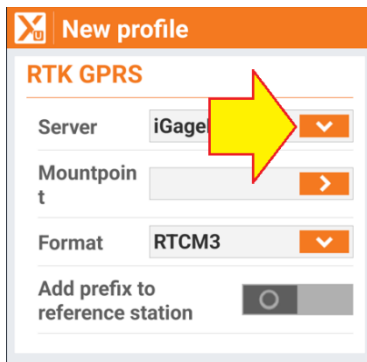 New profile
RTK GPRS
Server
Mountpoin
t
Format RTCM3
Add prefix to
reference station